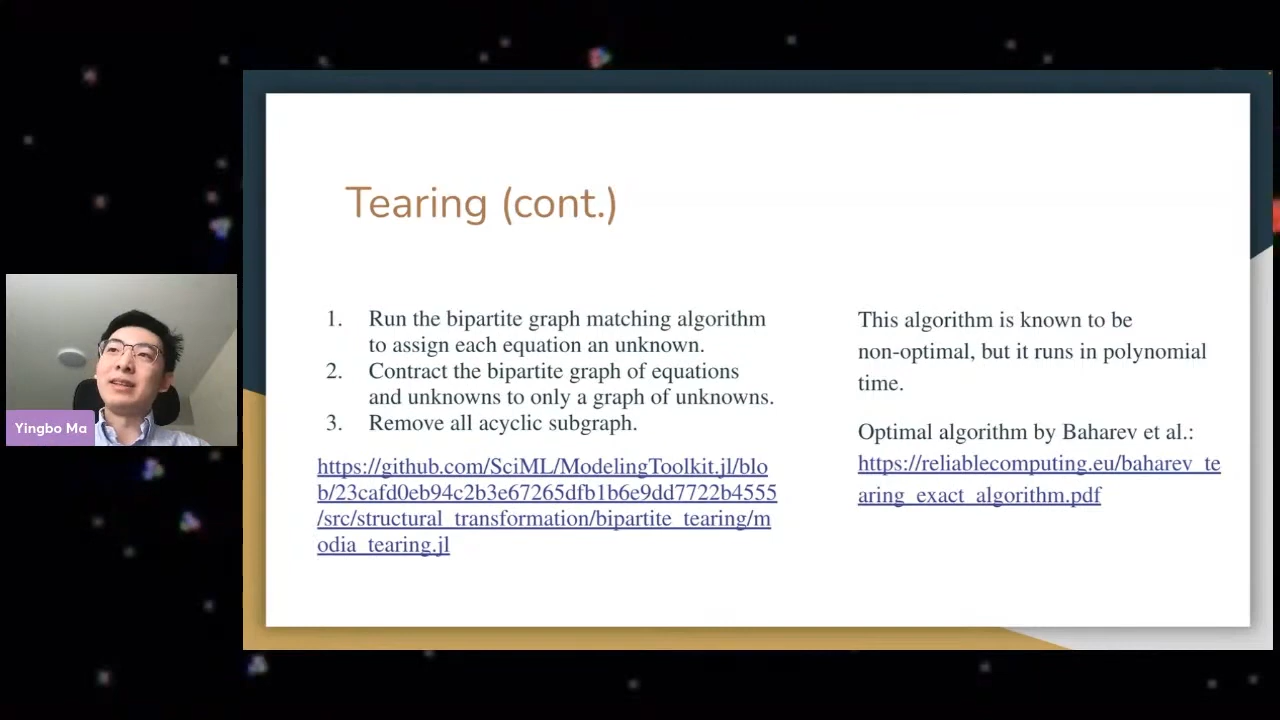 Tearing (cont.)
1. Run the bipartite graph matching algorithm
to assign each equation an unknown.
2. Contract the bipartite graph of equations
and unknowns to only a graph of unknowns.
3. Remove all acyclic subgraph.
https://github.com/SciML/ModelingToolkit.jl/blo
b/23cafd0eb94c2b3e67265dfb1b6e9dd7722b4555
/src/structural_transformation/bipartite_tearing/m
odia_tearing.jl
This algorithm is known to be
non-optimal, but it runs in polynomial
time.
Optimal algorithm by Baharev et al.:
https://reliablecomputing.eu/baharev_te
aring_exact_algorithm.pdf
Yingbo Ma